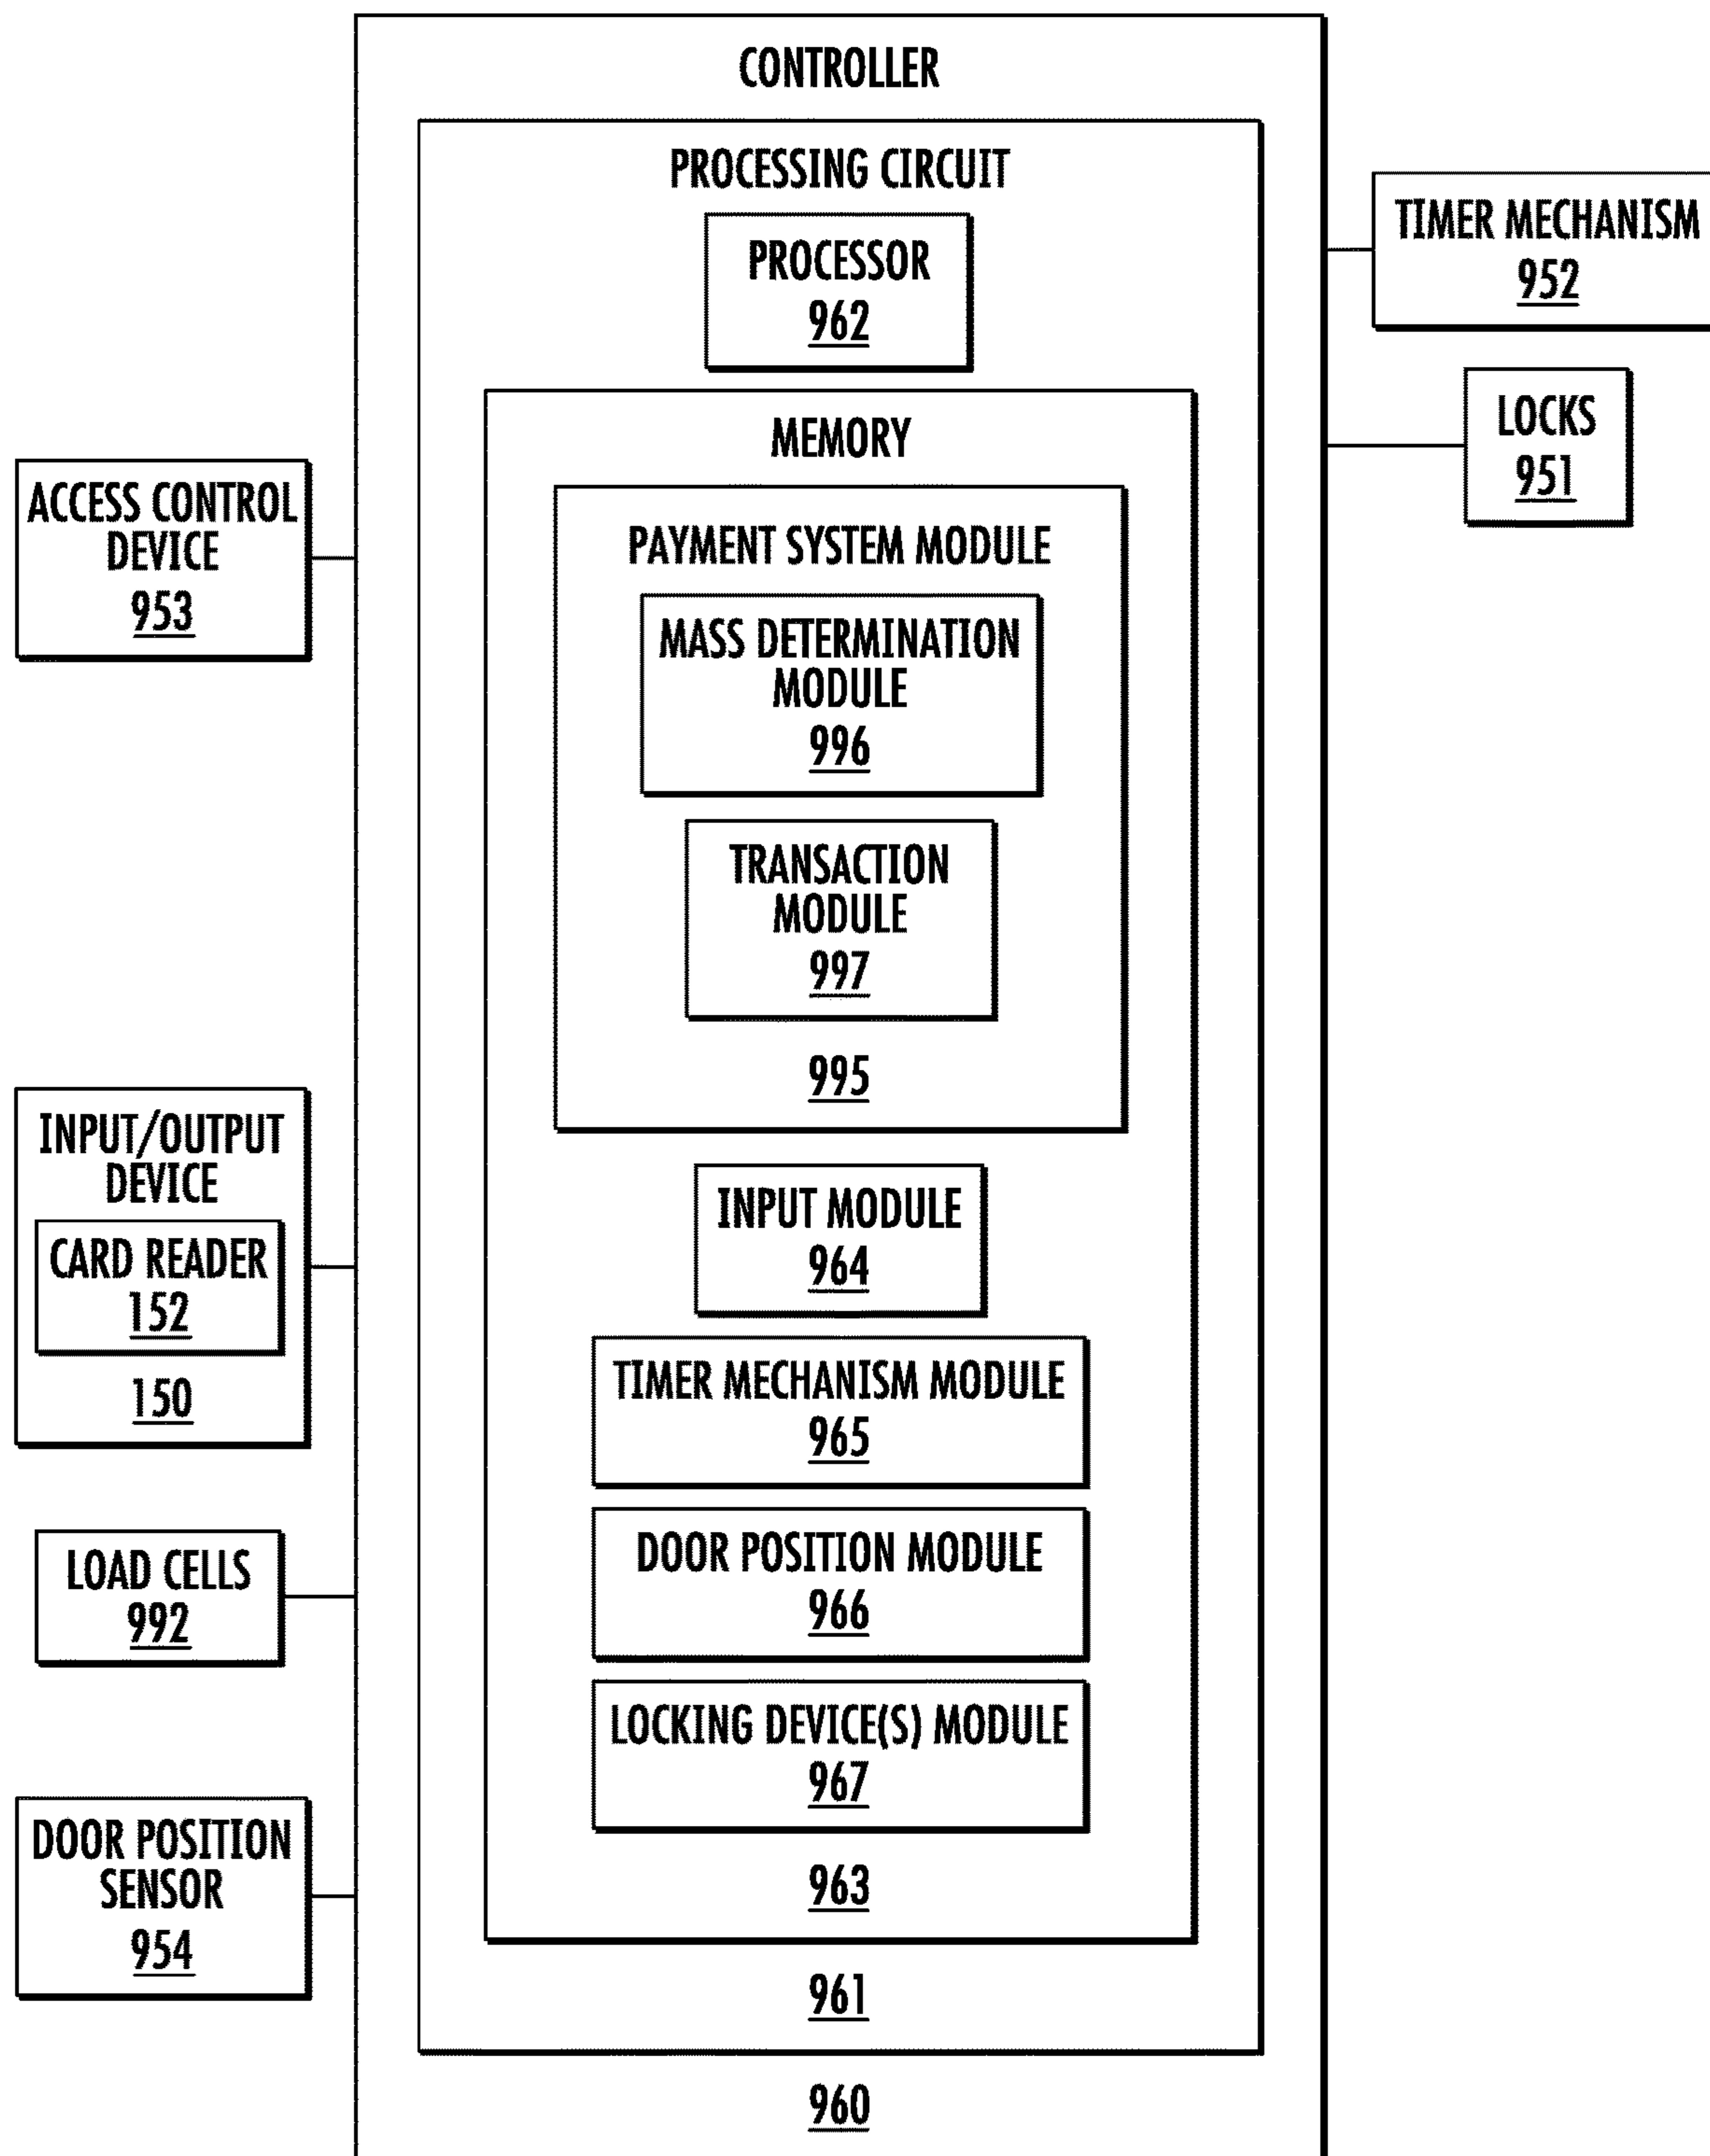 CONTROLLER
PROCESSING CIRCUIT
PROCESSOR
962
MEMORY
PAYMENT SYSTEM MODULE
MASS DETERMINATION
MODULE
996
TRANSACTION
MODULE
997
995
INPUT MODULE
964
TIMER MECHANISM MODULE
965
DOOR POSITION MODULE
966
LOCKING DEVICE(S) MODULE
967
963
961
960
ACCESS CONTROL
DEVICE
953
INPUT/OUTPUT
DEVICE
CARD READER
152
150
LOAD CELLS
992
DOOR POSITION
SENSOR
954
TIMER MECHANISM
952
LOCKS
951